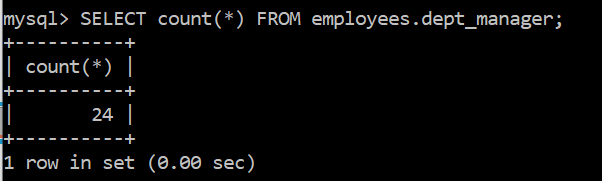 mysql> SELECT count(*) FROM employees.dept_manager;
+----------+
| count(*) |
+----------+
|       24 |
+----------+
1 row in set (0.00 sec)